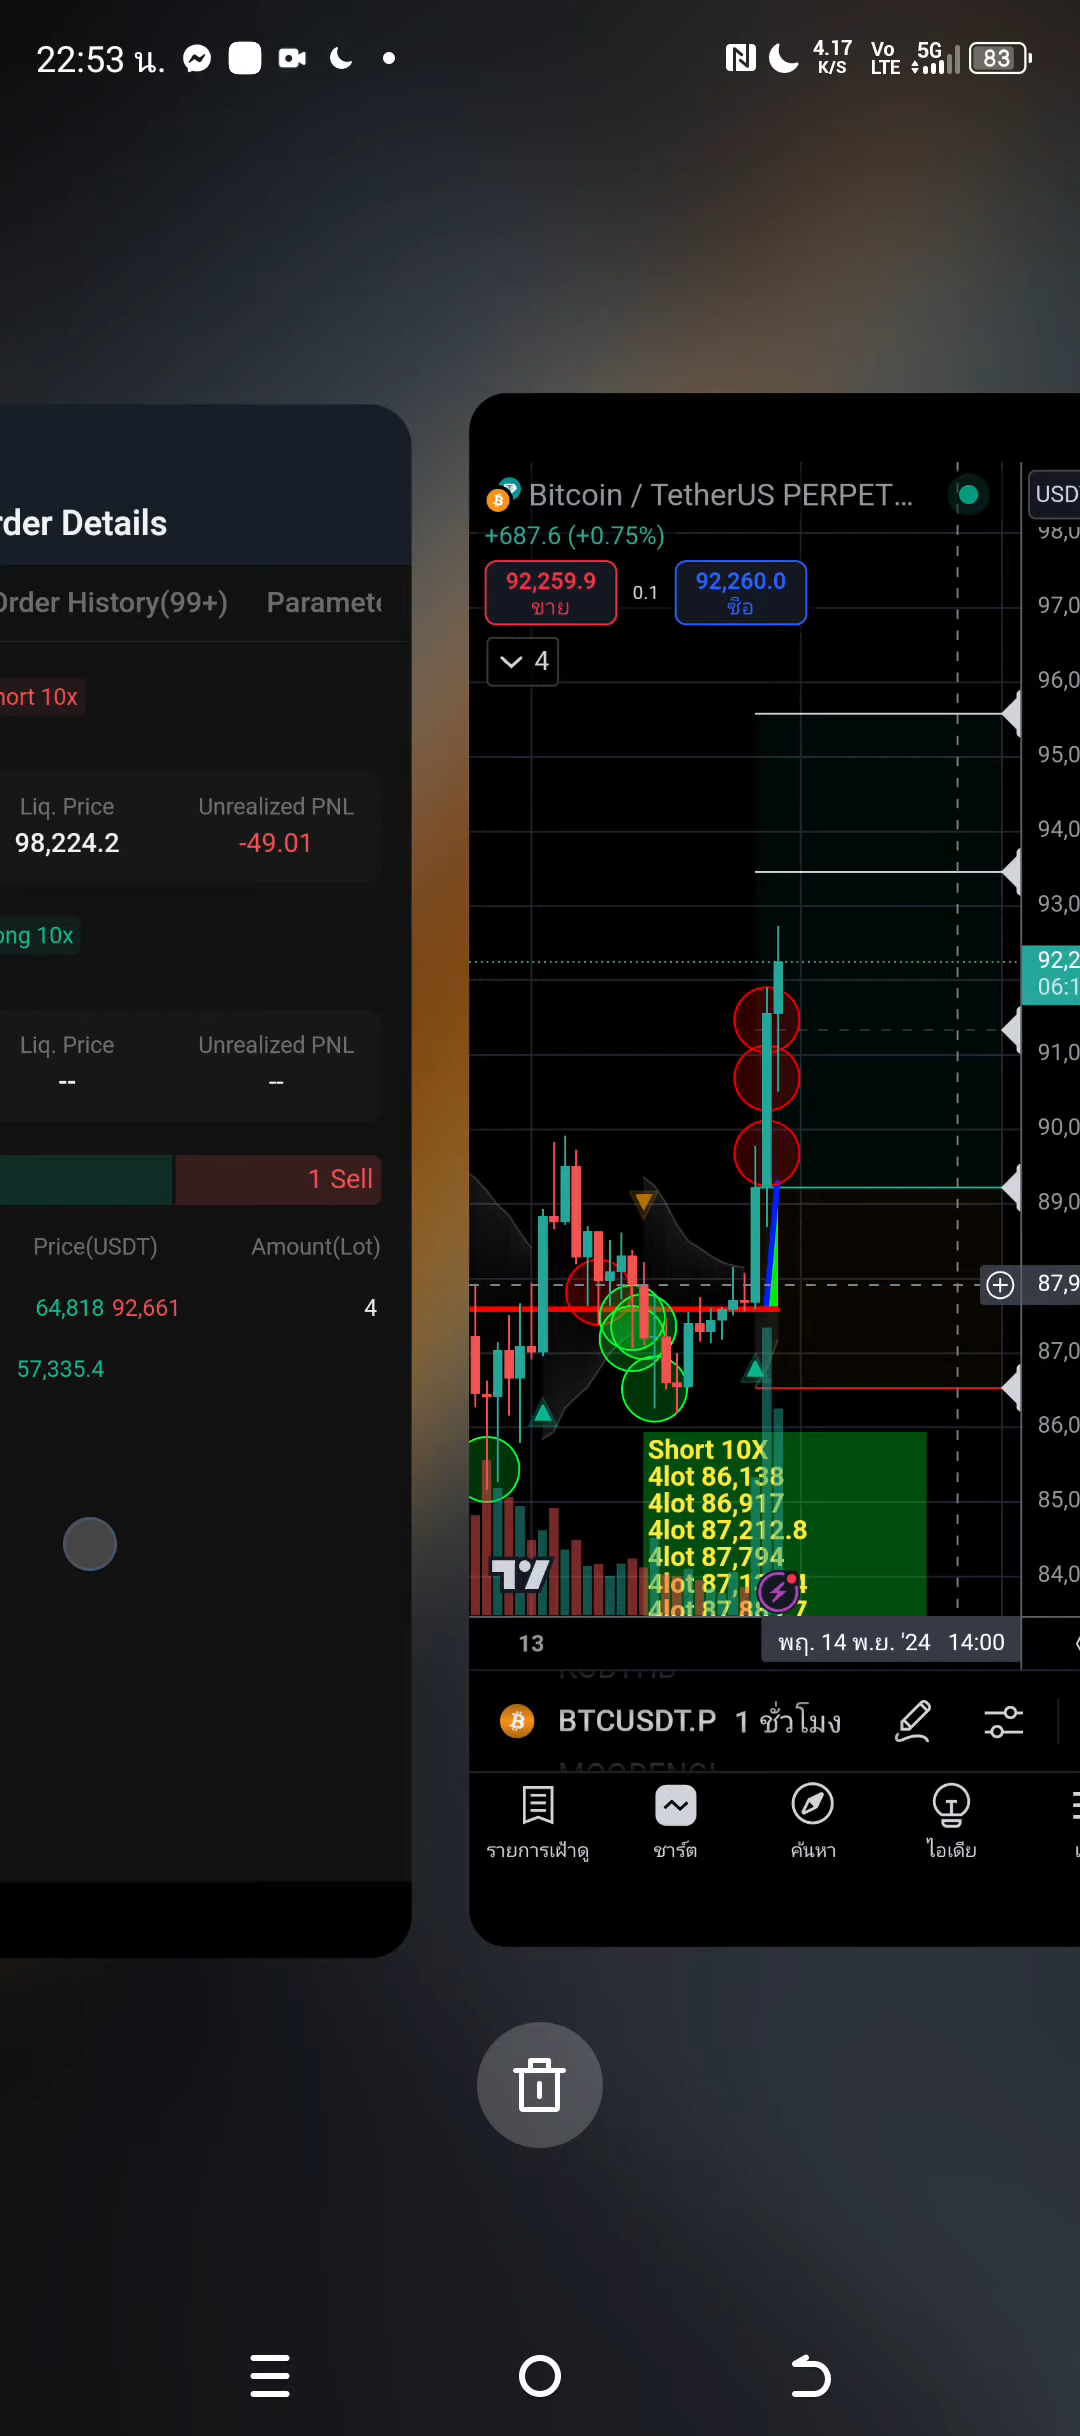 22:53 น.
4.17 K/S
Vo LTE
5G
83
rder Details
Order History(99+)
hort 10x
Liq. Price
Unrealized PNL
98,224.2
-49.01
ong 10x
Liq. Price
Unrealized PNL
--
--
1 Sell
Price(USDT)
Amount(Lot)
64,818 92,661
4
57,335.4
Bitcoin / TetherUS PERPET...
USD
+687.6 (+0.75%)
92,259.9
ขาย
0.1
92,260.0
ซื้อ
4
98,0
97,0
96,0
95,0
94,0
93,0
92,2
06:1
91,0
90,0
89,0
87,9
87,0
86,0
85,0
84,0
Short 10X
4lot 86,138
4lot 86,917
4lot 87,212.8
4lot 87,794
13
พฤ. 14 พ.ย. '24 14:00
BTCUSDT.P
1 ชั่วโมง
รายการเฝ้าดู
ชาร์ต
ค้นหา
ไอเดีย